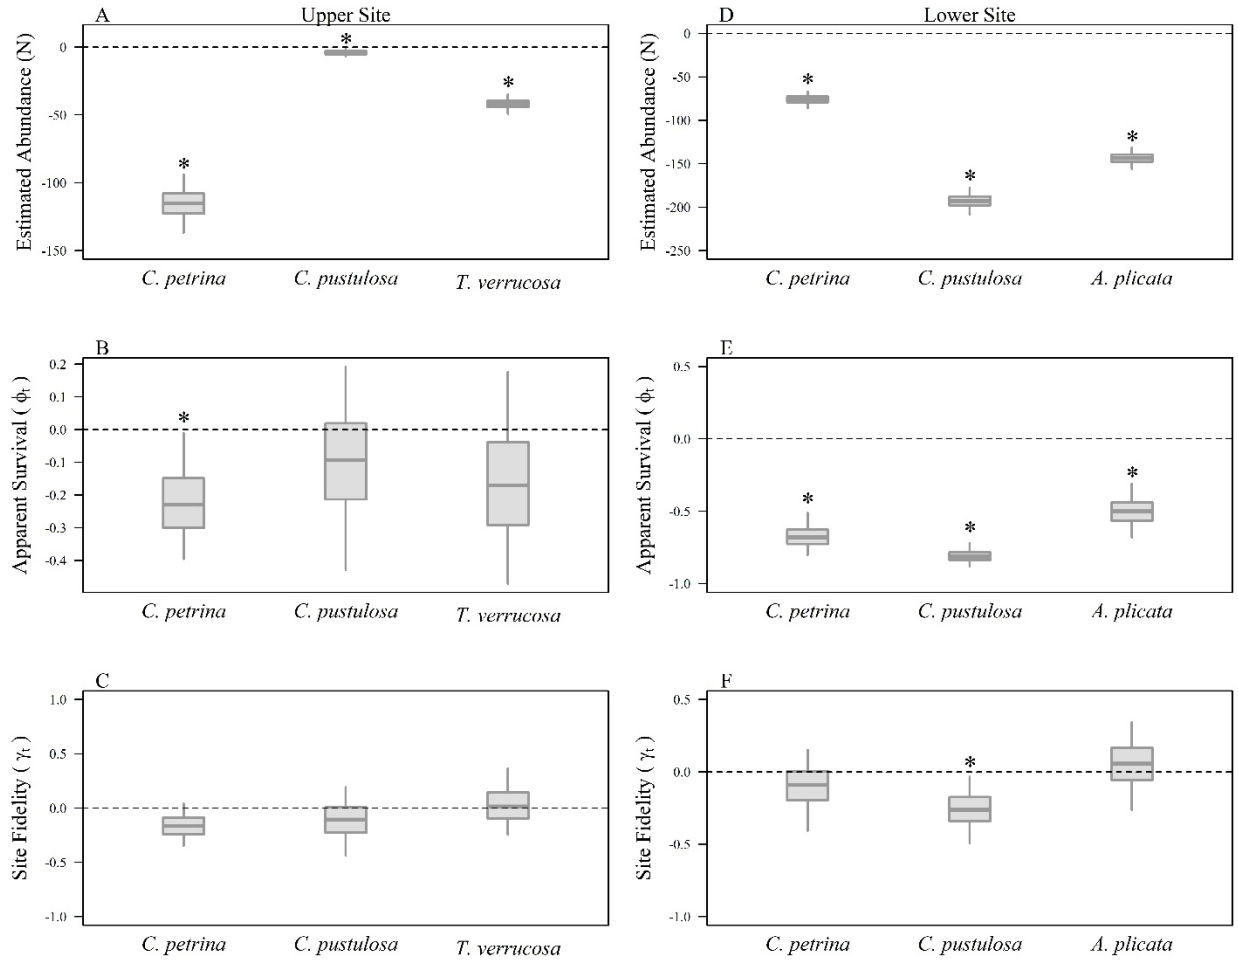 A Upper Site
Estimated Abundance (N)
0
-50
-100
-150
* * *
C. petrina C. pustulosa T. verrucosa
D Lower Site
Estimated Abundance (N)
0
-50
-100
-150
-200
-250
* * *
C. petrina C. pustulosa A. plicata
B
Apparent Survival ( ϕt )
0.2
0.1
0.0
-0.1
-0.2
-0.3
-0.4
*
C. petrina C. pustulosa T. verrucosa
E
Apparent Survival ( ϕt )
0.5
0.0
-0.5
-1.0
* * *
C. petrina C. pustulosa A. plicata
C
Site Fidelity ( γt )
1.0
0.5
0.0
-0.5
-1.0
C. petrina C. pustulosa T. verrucosa
F
Site Fidelity ( γt )
0.5
0.0
-0.5
-1.0
*
C. petrina C. pustulosa A. plicata